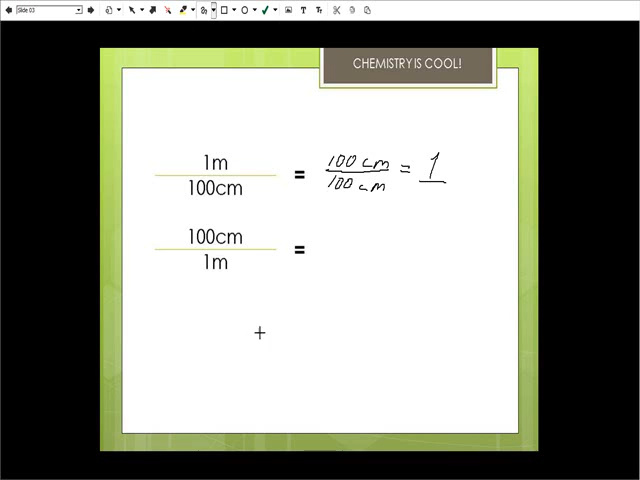 Slide 03
CHEMISTRY IS COOL!
1m
100cm
=
100 cm
100 cm
= 1
100cm
1m
=